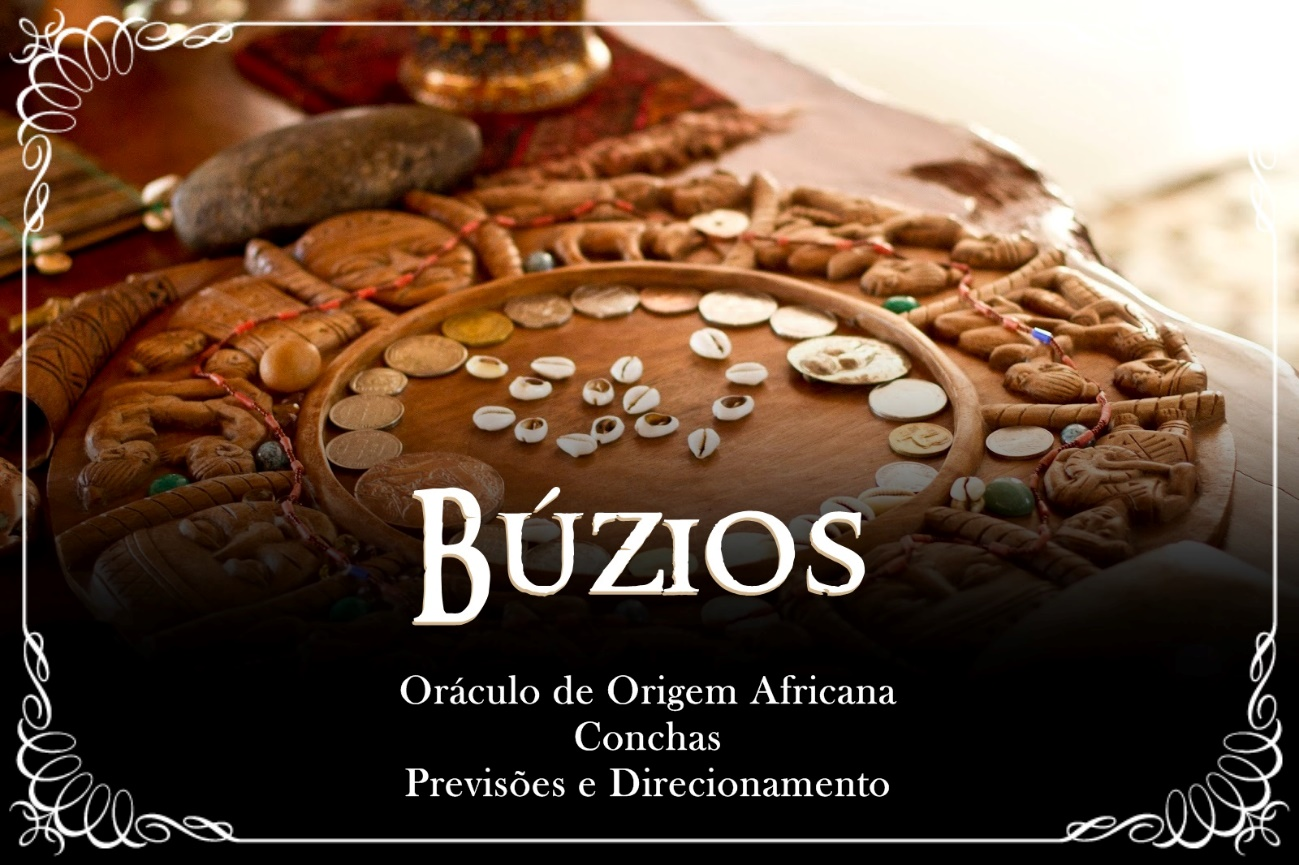 Búzios
Oráculo de Origem Africana
Conchas
Previsões e Direcionamento